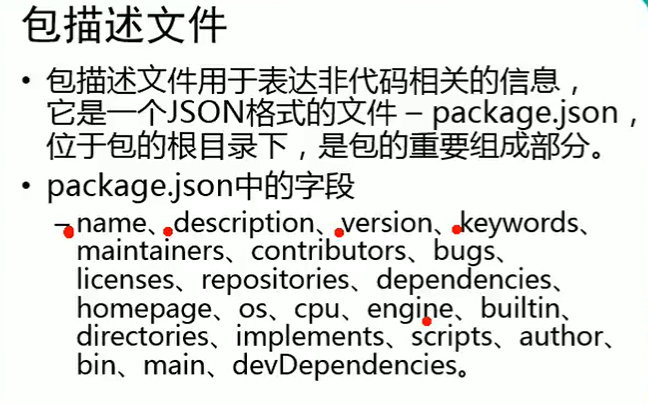 包描述文件
• 包描述文件用于表达非代码相关的信息，
它是一个JSON格式的文件 – package.json，
位于包的根目录下，是包的重要组成部分。
• package.json中的字段
– name、description、version、keywords、
maintainers、contributors、bugs、
licenses、repositories、dependencies、
homepage、os、cpu、engine、builtin、
directories、implements、scripts、author、
bin、main、devDependencies。